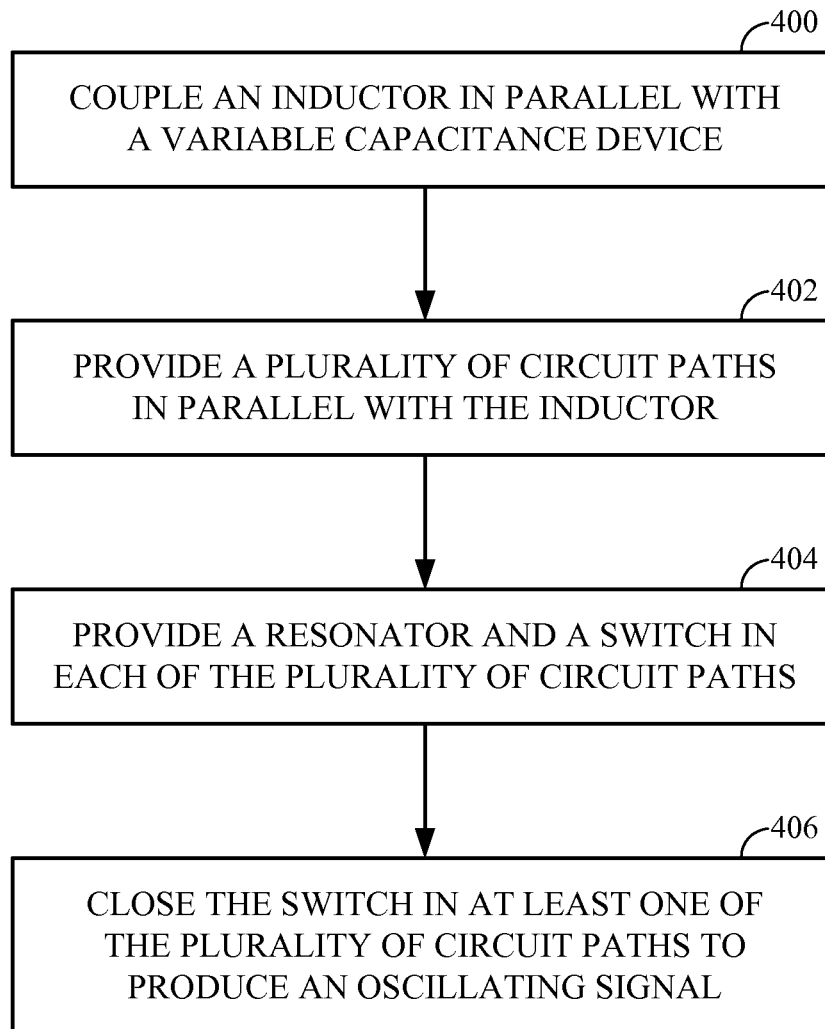 400
COUPLE AN INDUCTOR IN PARALLEL WITH
A VARIABLE CAPACITANCE DEVICE
402
PROVIDE A PLURALITY OF CIRCUIT PATHS
IN PARALLEL WITH THE INDUCTOR
404
PROVIDE A RESONATOR AND A SWITCH IN
EACH OF THE PLURALITY OF CIRCUIT PATHS
406
CLOSE THE SWITCH IN AT LEAST ONE OF
THE PLURALITY OF CIRCUIT PATHS TO
PRODUCE AN OSCILLATING SIGNAL